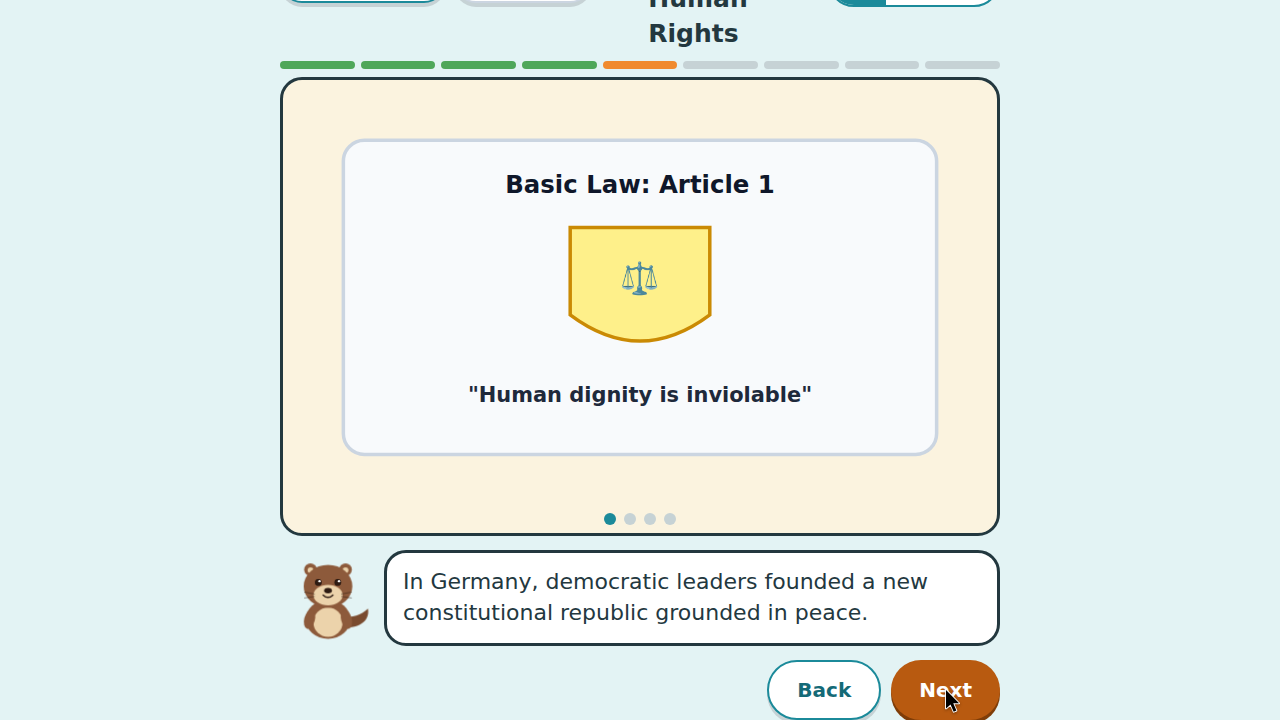 Human
Rights
Basic Law: Article 1
"Human dignity is inviolable"
In Germany, democratic leaders founded a new
constitutional republic grounded in peace.
Back
Next